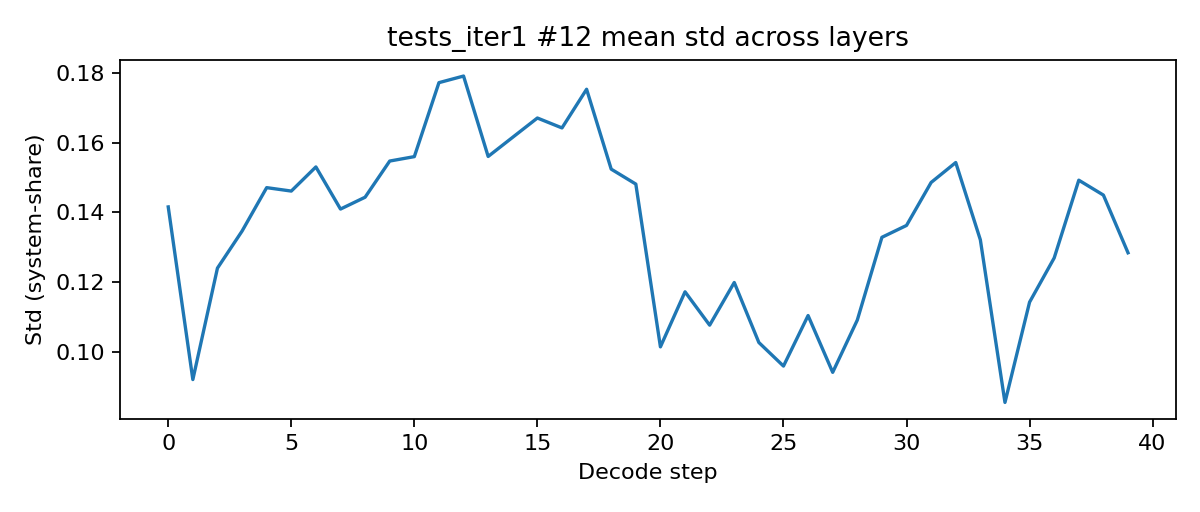 tests_iter1 #12 mean std across layers
Std (system-share)
0.18
0.16
0.14
0.12
0.10
0 5 10 15 20 25 30 35 40
Decode step